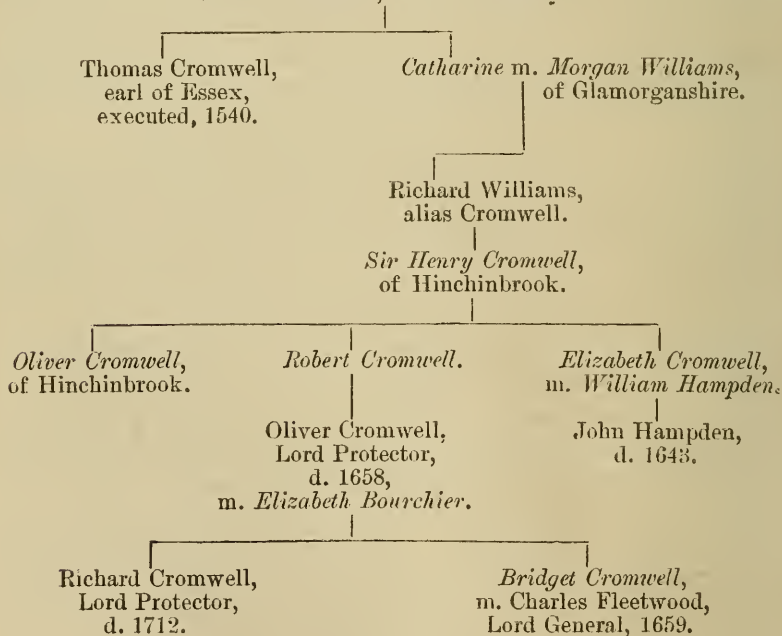 Thomas Cromwell,
earl of Essex,
executed, 1540.
Catharine m. Morgan Williams,
of Glamorganshire.
Richard Williams,
alias Cromwell.
Sir Henry Cromwell,
of Hinchinbrook.
Oliver Cromwell,
of Hinchinbrook.
Robert Cromwell.
Elizabeth Cromwell,
m. William Hampden.
Oliver Cromwell,
Lord Protector,
d. 1658,
m. Elizabeth Bourchier.
John Hampden,
d. 1643.
Richard Cromwell,
Lord Protector,
d. 1712.
Bridget Cromwell,
m. Charles Fleetwood,
Lord General, 1659.